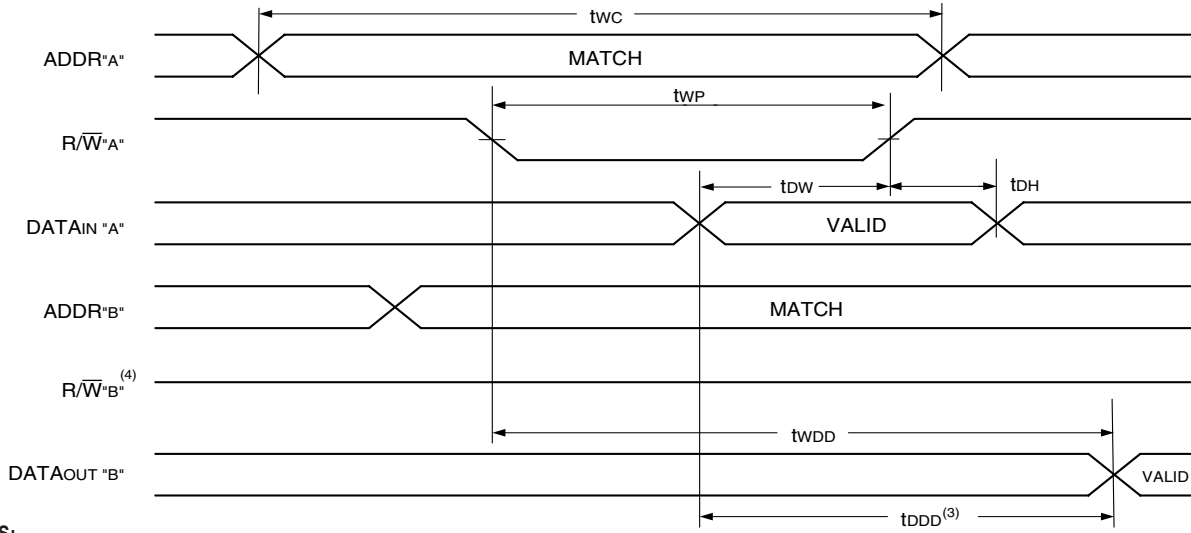 tWC
ADDR"A"
MATCH
tWP
R/W̅"A"
tDW
tDH
DATAIN "A"
VALID
ADDR"B"
MATCH
R/W̅"B"(4)
tWDD
DATAOUT "B"
VALID
tDDD(3)